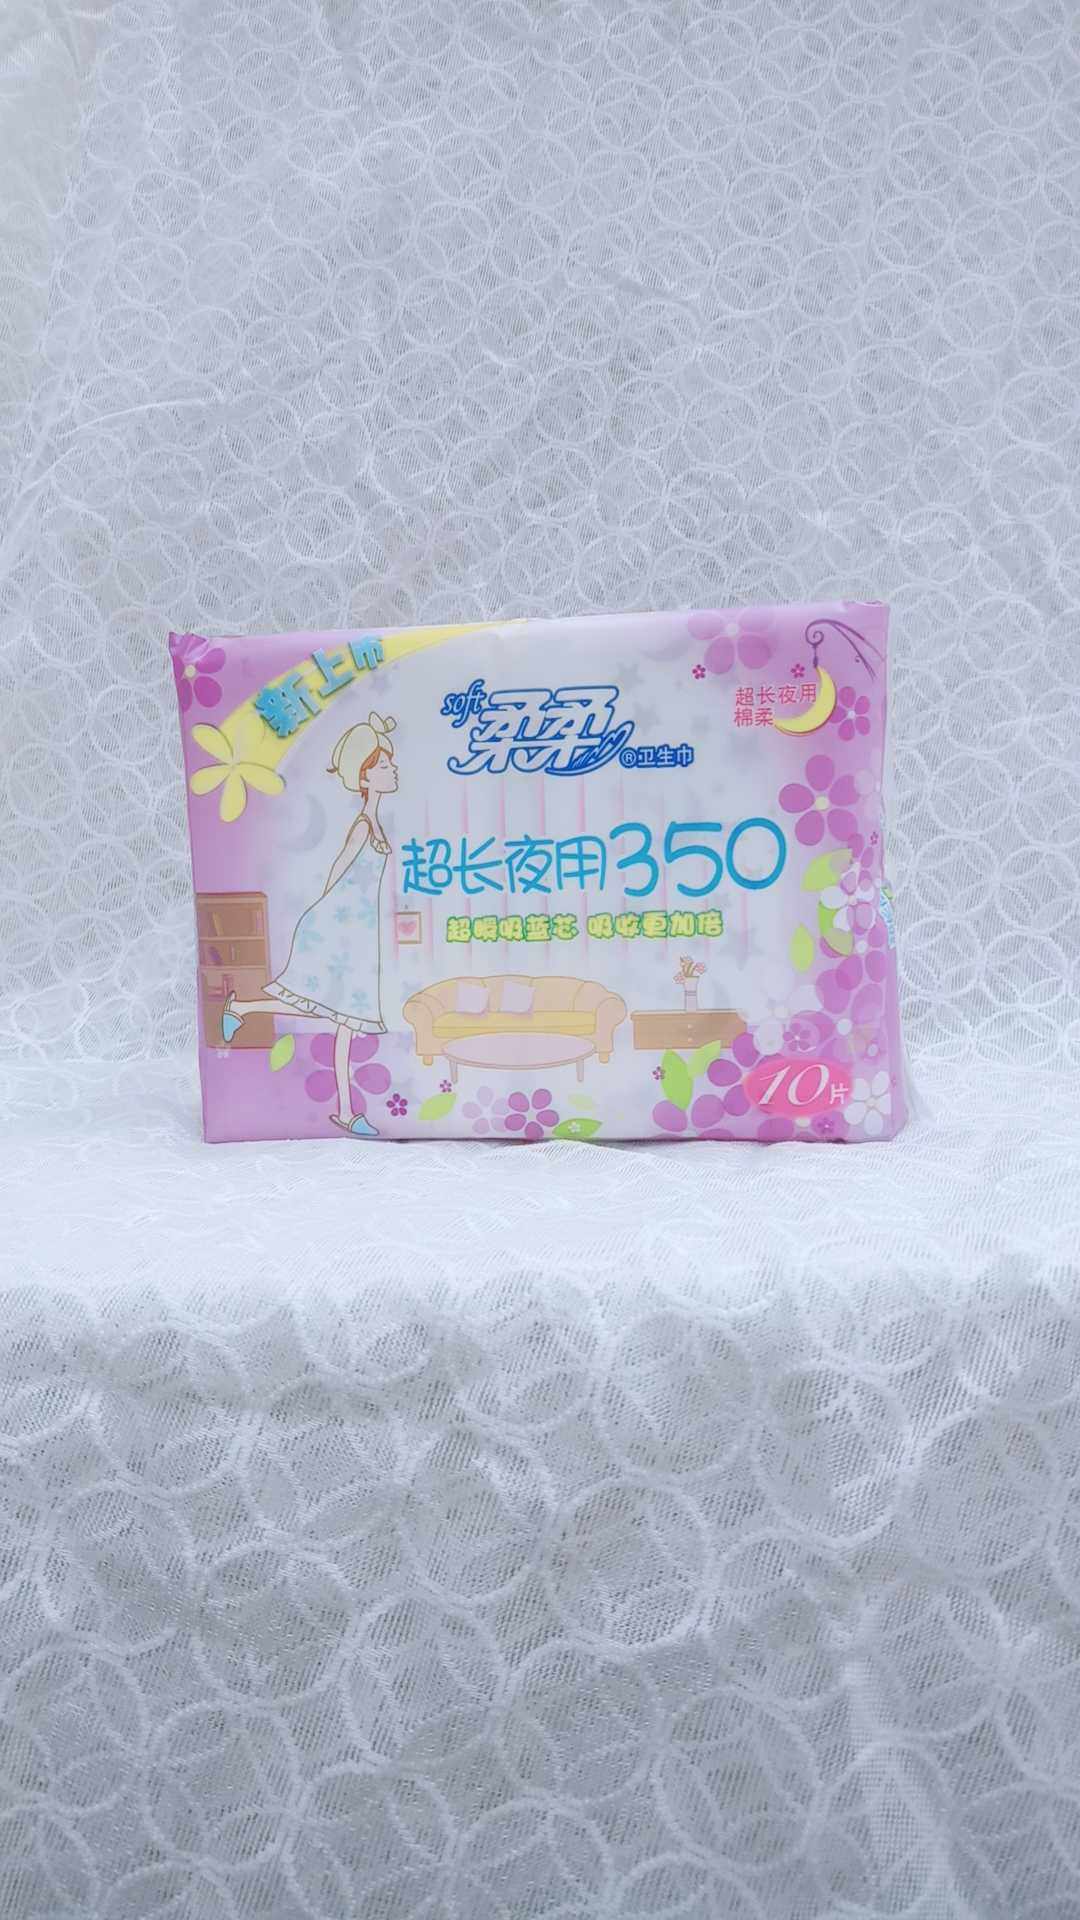 新上市
soft
柔柔®卫生巾
超长夜用
棉柔
超长夜用350
超瞬吸蓝芯 吸收更加倍
10片